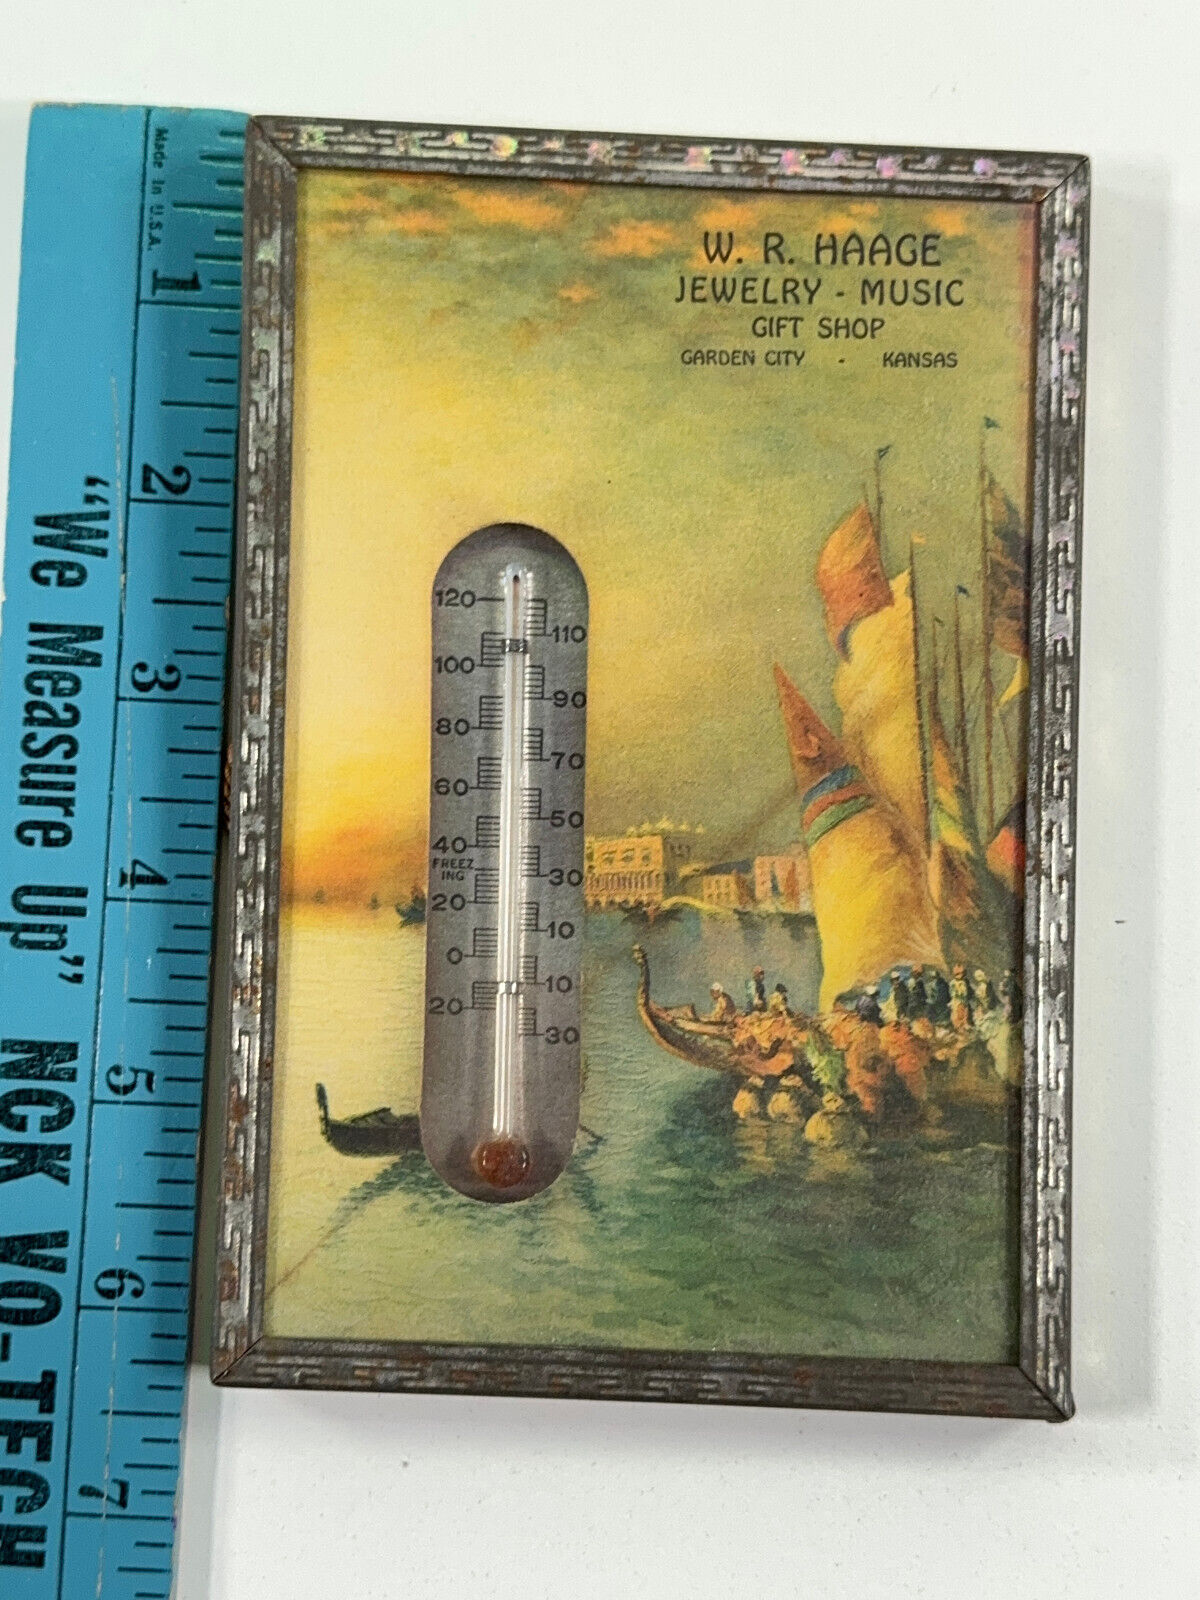 W. R. HAAGE
JEWELRY - MUSIC
GIFT SHOP
GARDEN CITY - KANSAS
120
110
100
90
80
70
60
50
40
FREEZ
ING
30
20
10
0
10
20
30
Made in U.S.A.
1
2
3
4
5
6
7
"We Measure Up" NCK VO-TECH